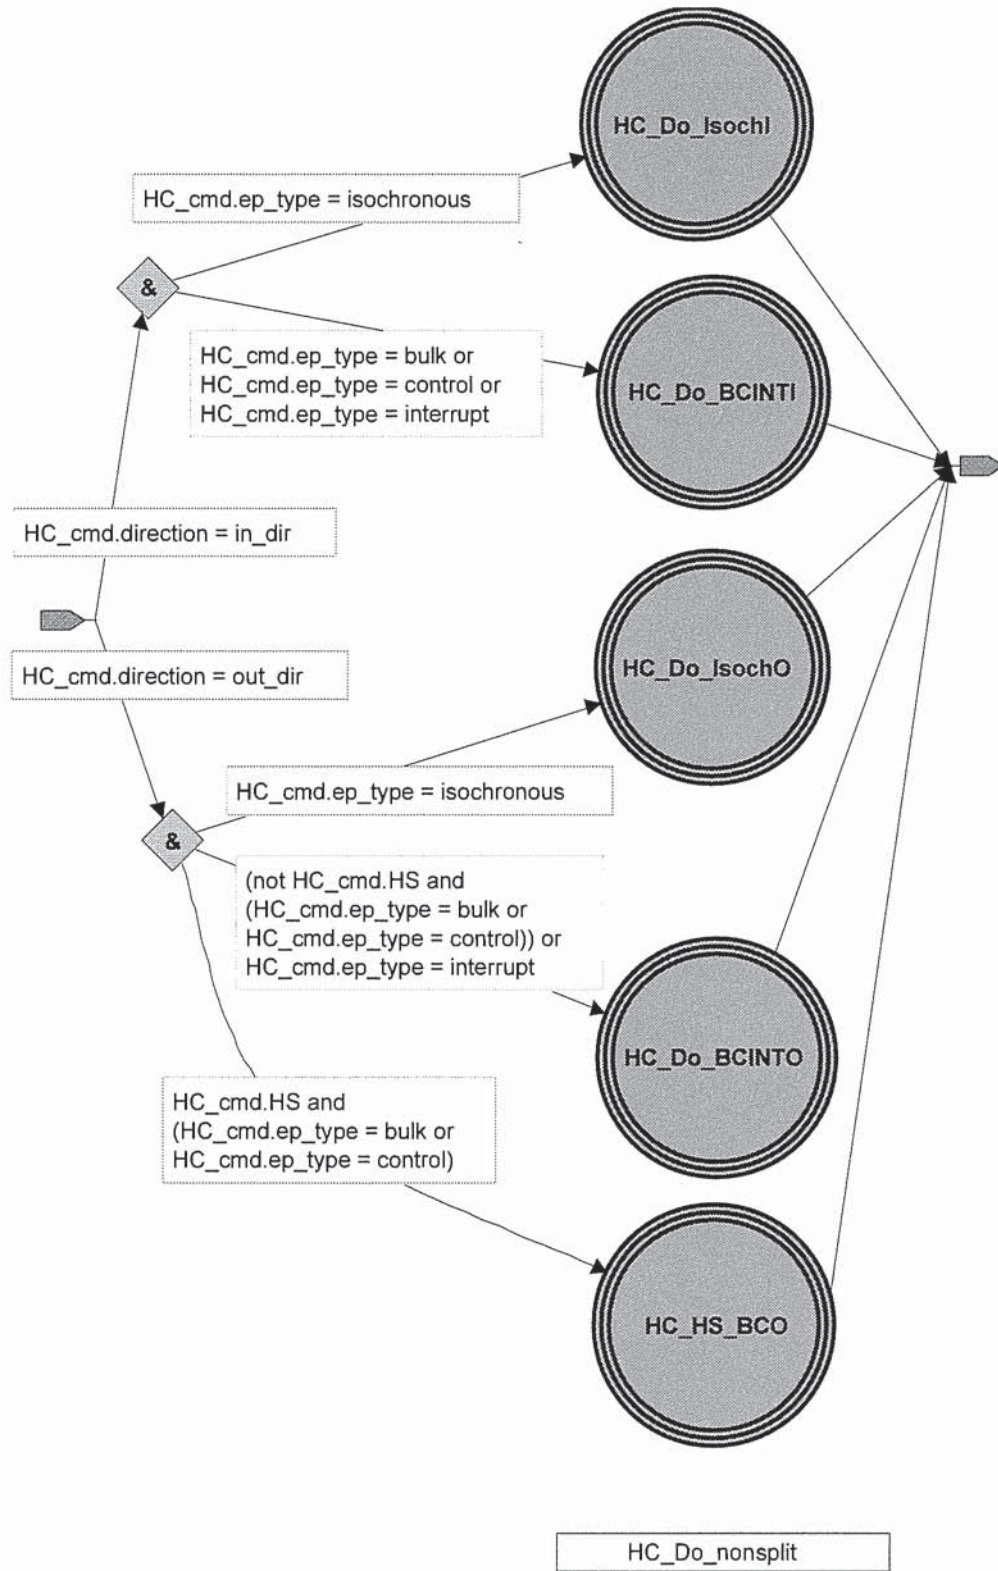 HC_Do_IsochI
HC_cmd.ep_type = isochronous
&
HC_cmd.ep_type = bulk or
HC_cmd.ep_type = control or
HC_cmd.ep_type = interrupt
HC_Do_BCINTI
HC_cmd.direction = in_dir
HC_cmd.direction = out_dir
HC_Do_IsochO
HC_cmd.ep_type = isochronous
&
(not HC_cmd.HS and
(HC_cmd.ep_type = bulk or
HC_cmd.ep_type = control)) or
HC_cmd.ep_type = interrupt
HC_Do_BCINTO
HC_cmd.HS and
(HC_cmd.ep_type = bulk or
HC_cmd.ep_type = control)
HC_HS_BCO
HC_Do_nonsplit